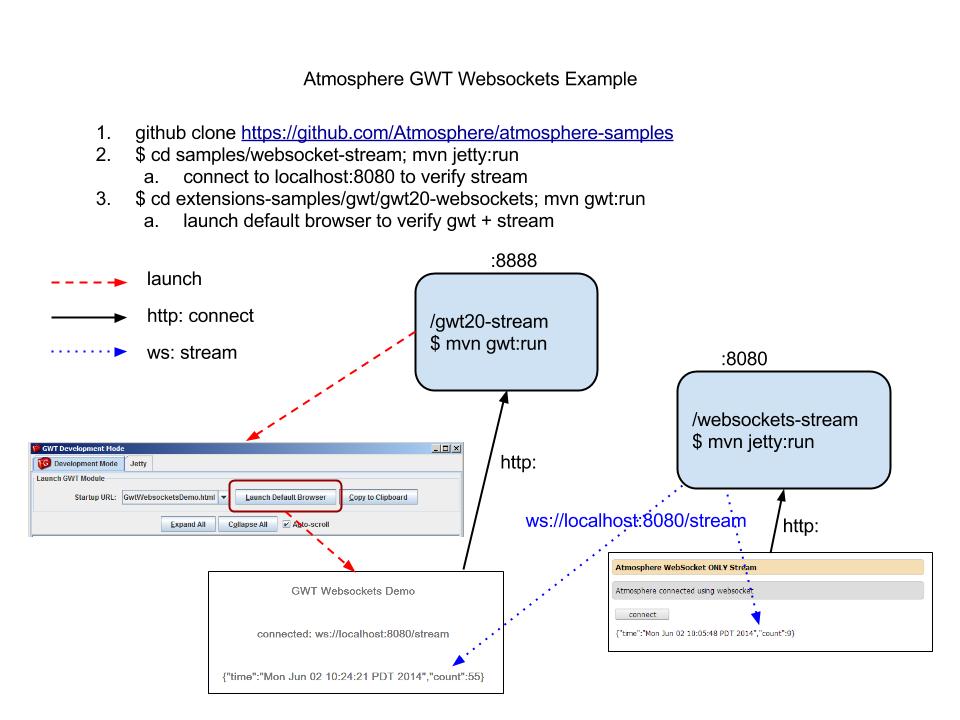 Atmosphere GWT Websockets Example
1. github clone https://github.com/Atmosphere/atmosphere-samples
2. $ cd samples/websocket-stream; mvn jetty:run
a. connect to localhost:8080 to verify stream
3. $ cd extensions-samples/gwt/gwt20-websockets; mvn gwt:run
a. launch default browser to verify gwt + stream
launch
http: connect
ws: stream
:8888
/gwt20-stream
$ mvn gwt:run
:8080
/websockets-stream
$ mvn jetty:run
http:
ws://localhost:8080/stream
http:
GWT Development Mode
Development Mode Jetty
Launch GWT Module
Startup URL: GwtWebsocketsDemo.html Launch Default Browser Copy to Clipboard
Expand All Collapse All Auto-scroll
GWT Websockets Demo
connected: ws://localhost:8080/stream
{"time":"Mon Jun 02 10:24:21 PDT 2014","count":55}
Atmosphere WebSocket ONLY Stream
Atmosphere connected using websocket
connect
{"time":"Mon Jun 02 10:05:48 PDT 2014","count":9}